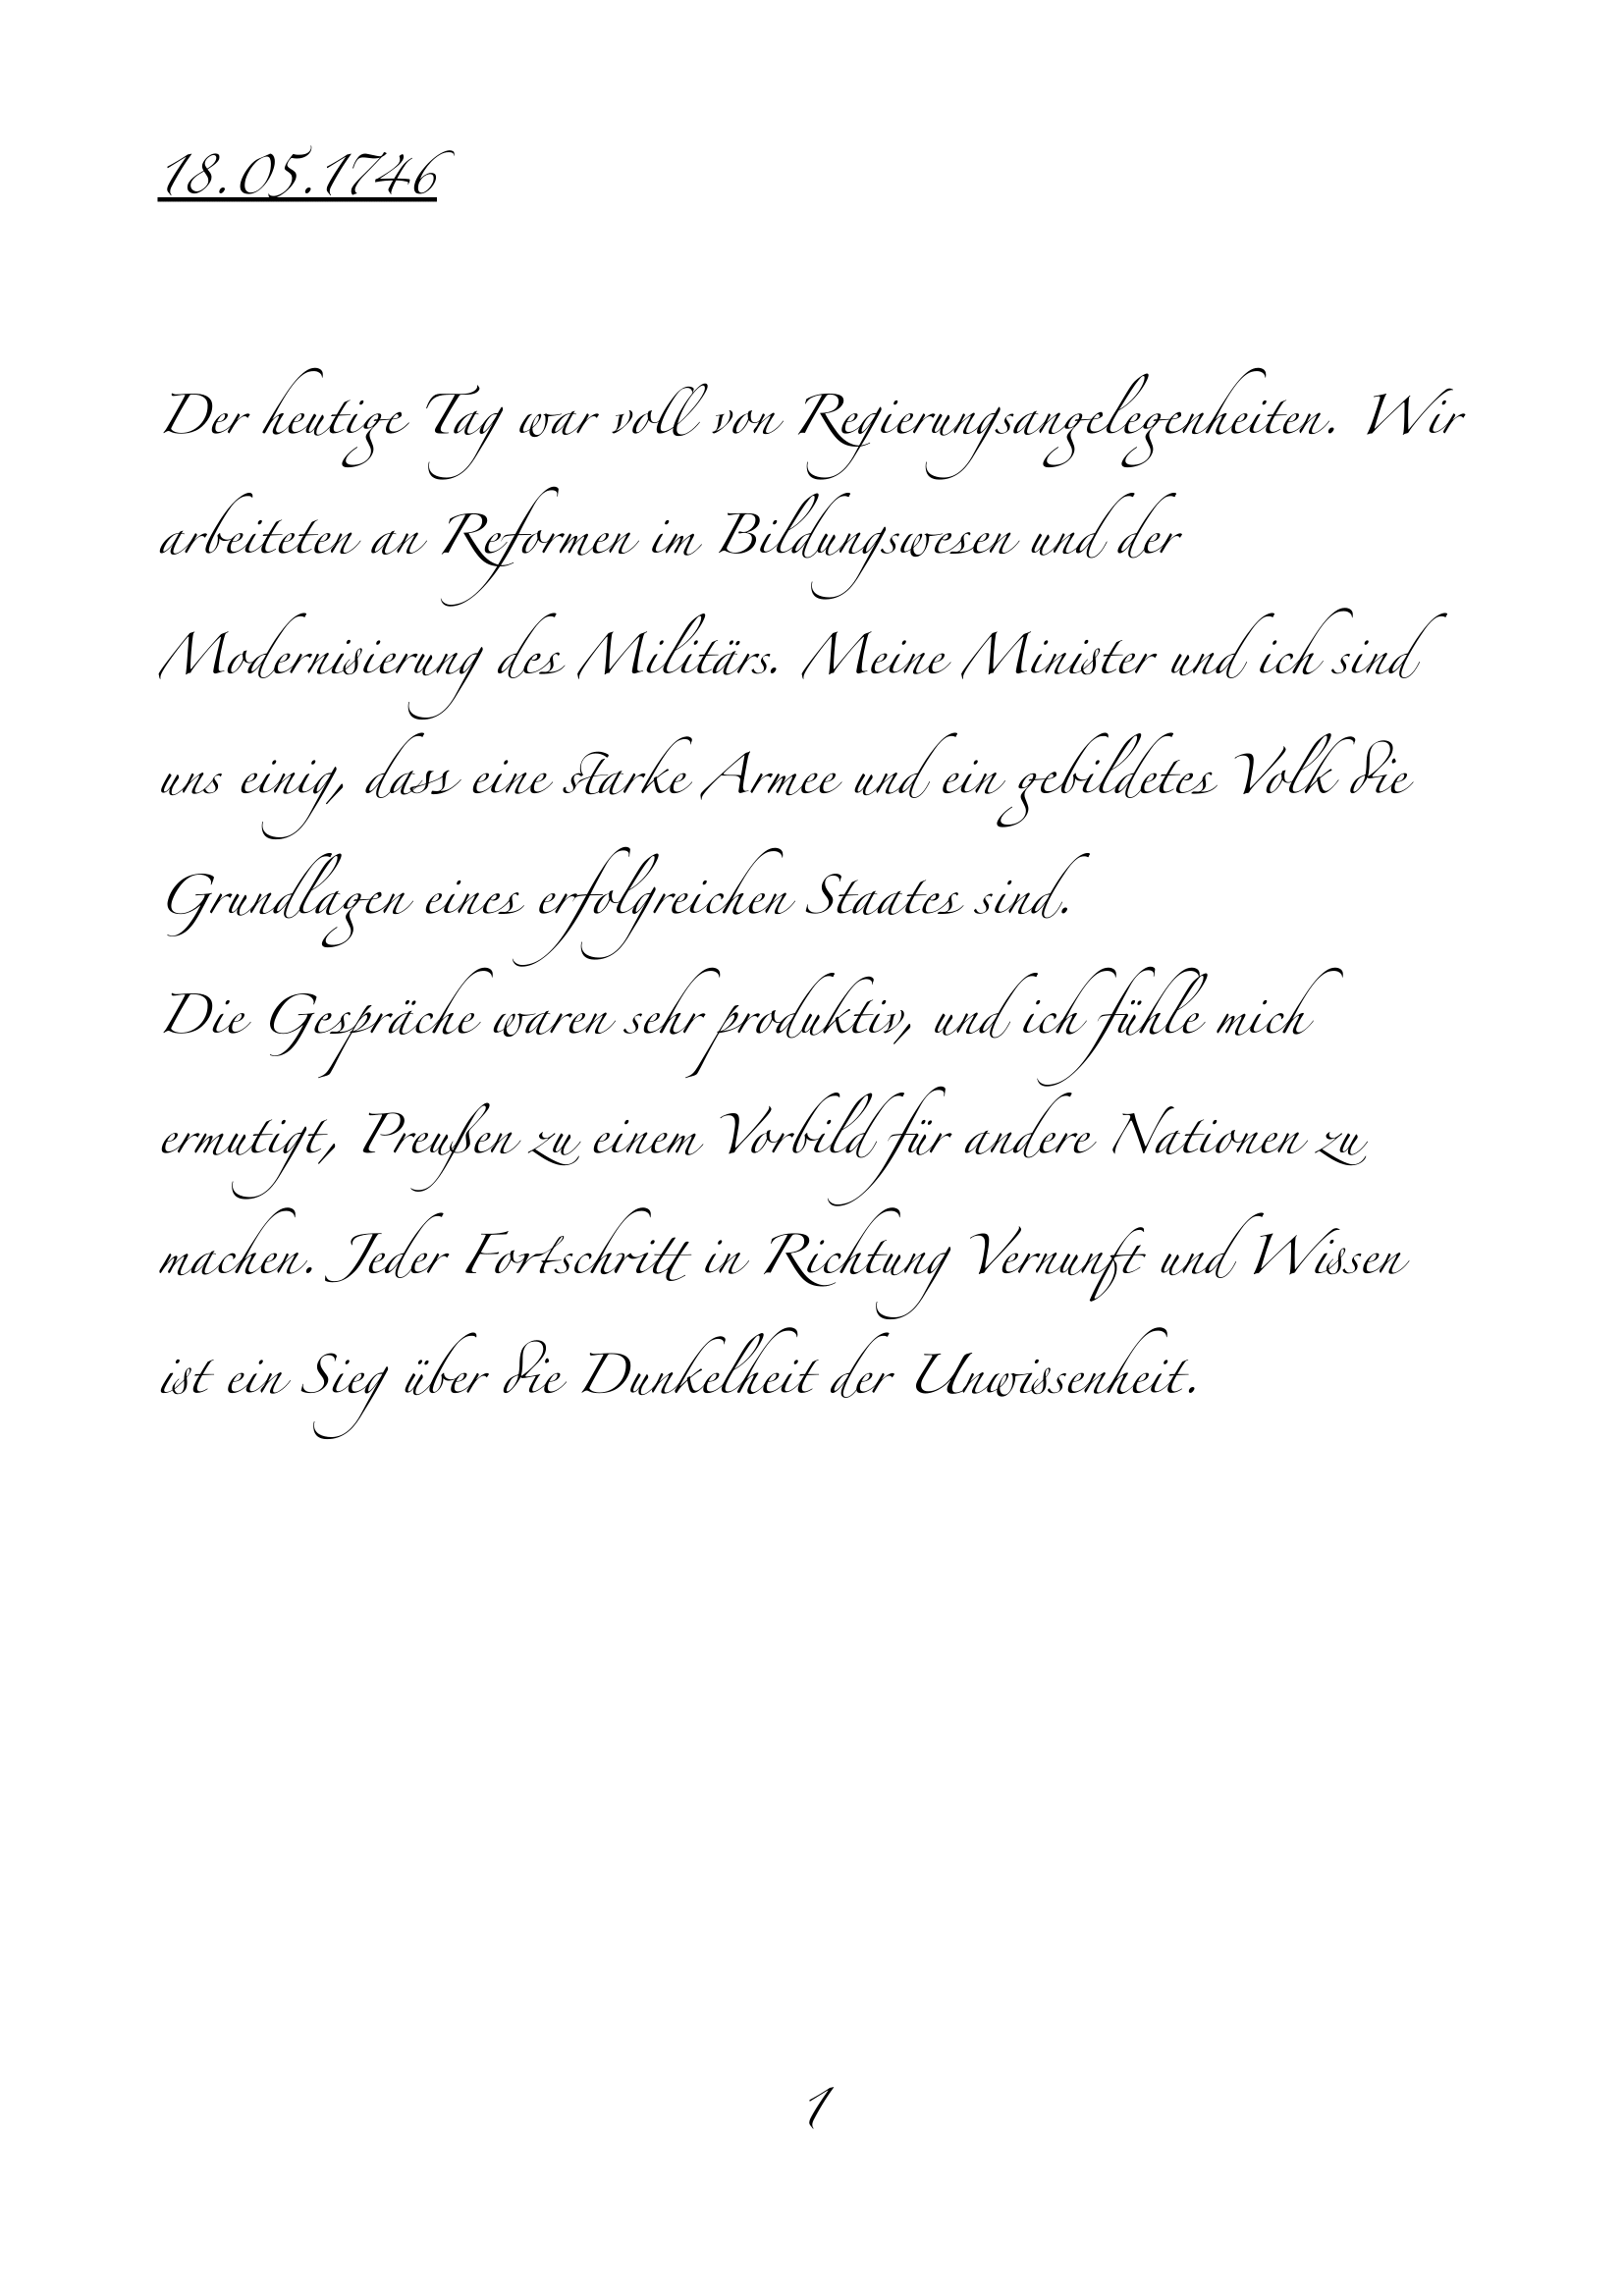 18.05.1746
Der heutige Tag war voll von Regierungsangelegenheiten. Wir
arbeiteten an Reformen im Bildungswesen und der
Modernisierung des Militärs. Meine Minister und ich sind
uns einig, dass eine starke Armee und ein gebildetes Volk die
Grundlagen eines erfolgreichen Staates sind.
Die Gespräche waren sehr produktiv, und ich fühle mich
ermutigt, Preußen zu einem Vorbild für andere Nationen zu
machen. Jeder Fortschritt in Richtung Vernunft und Wissen
ist ein Sieg über die Dunkelheit der Unwissenheit.
1